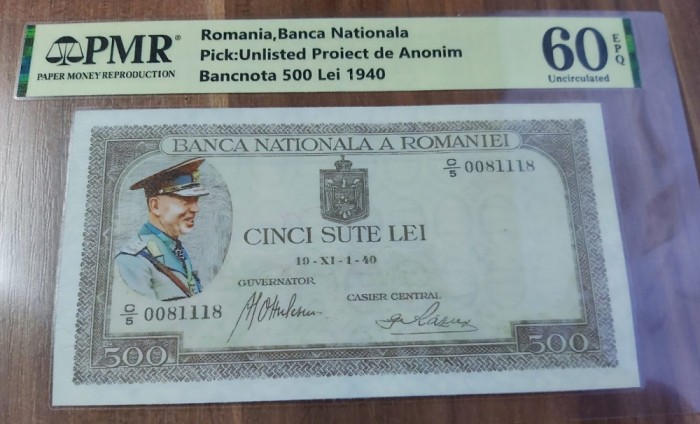 PMR
PAPER MONEY REPRODUCTION
Romania,Banca Nationala
Pick:Unlisted Proiect de Anonim
Bancnota 500 Lei 1940
60
EPQ
Uncirculated
BANCA NATIONALA A ROMANIEI
C/5 0081118
CINCI SUTE LEI
19-XI-1-40
GUVERNATOR
CASIER CENTRAL
C/5 0081118
500
500